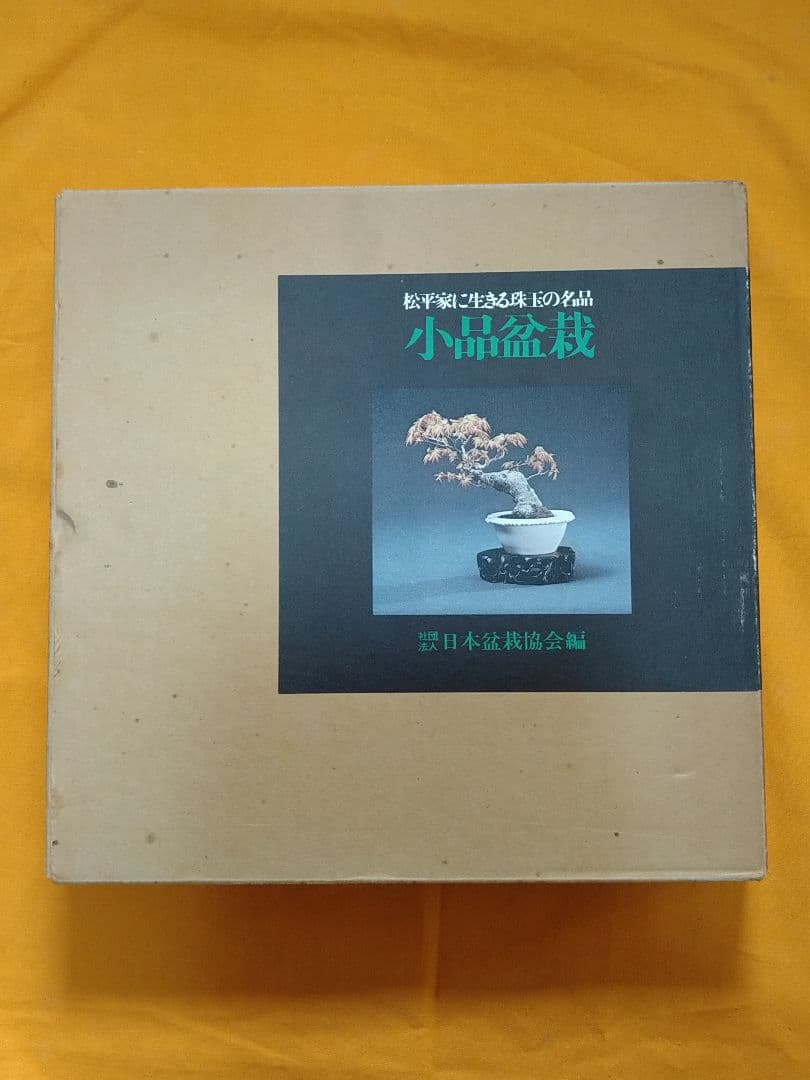 松平家に生きる珠玉の名品
小品盆栽
社団法人 日本盆栽協会編